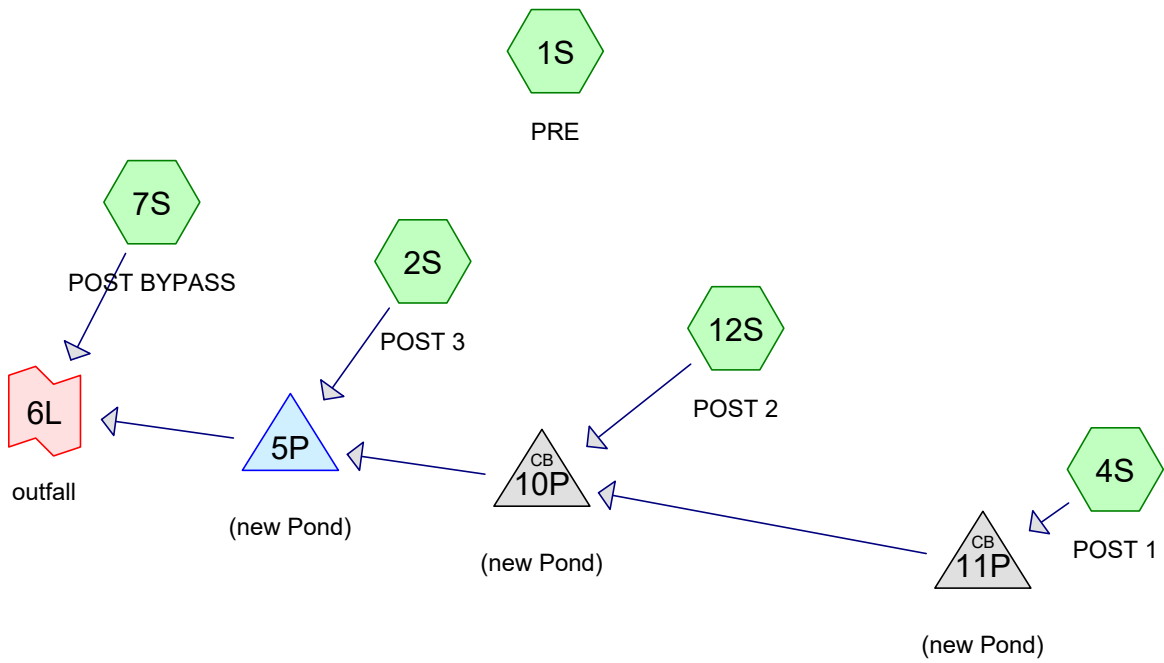 1S
PRE
7S
POST BYPASS
2S
POST 3
12S
POST 2
6L
outfall
5P
(new Pond)
CB
10P
(new Pond)
4S
POST 1
CB
11P
(new Pond)